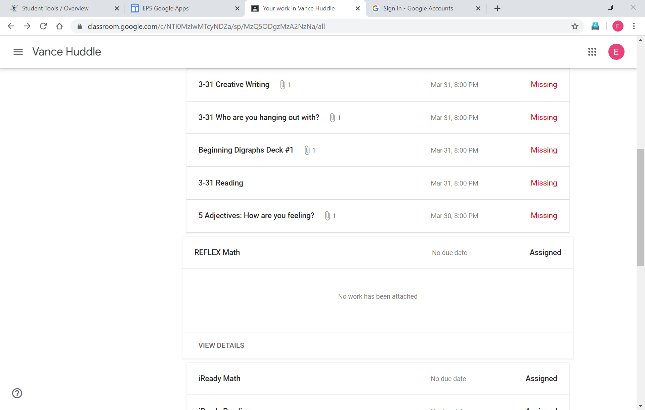 Student Tools / Overview
EPS Google Apps
Your work in Vance Huddle
Sign in - Google Accounts
classroom.google.com/c/NTI0MzIwMTcyNDZa/sp/MzQ5ODgzMzA2NzNa/all
E
Vance Huddle
E
3-31 Creative Writing 1 Mar 31, 8:00 PM Missing
3-31 Who are you hanging out with? 1 Mar 31, 8:00 PM Missing
Beginning Digraphs Deck #1 1 Mar 31, 8:00 PM Missing
3-31 Reading Mar 31, 8:00 PM Missing
5 Adjectives: How are you feeling? 1 Mar 30, 8:00 PM Missing
REFLEX Math No due date Assigned
No work has been attached
VIEW DETAILS
iReady Math No due date Assigned